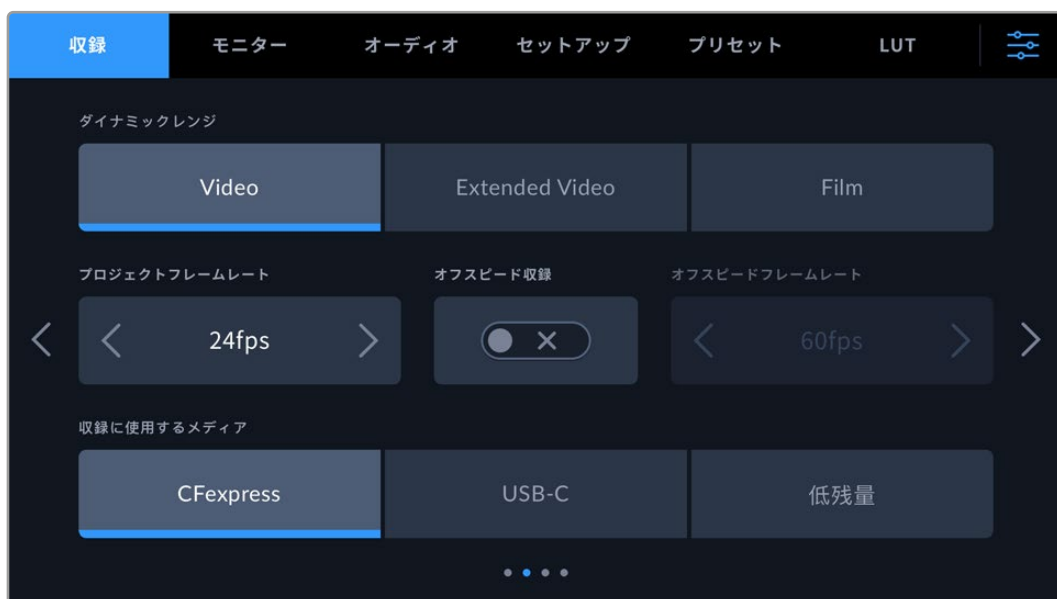 収録 モニター オーディオ セットアップ プリセット LUT
ダイナミックレンジ
Video Extended Video Film
プロジェクトフレームレート オフスピード収録 オフスピードフレームレート
24fps 60fps
収録に使用するメディア
CFexpress USB-C 低残量